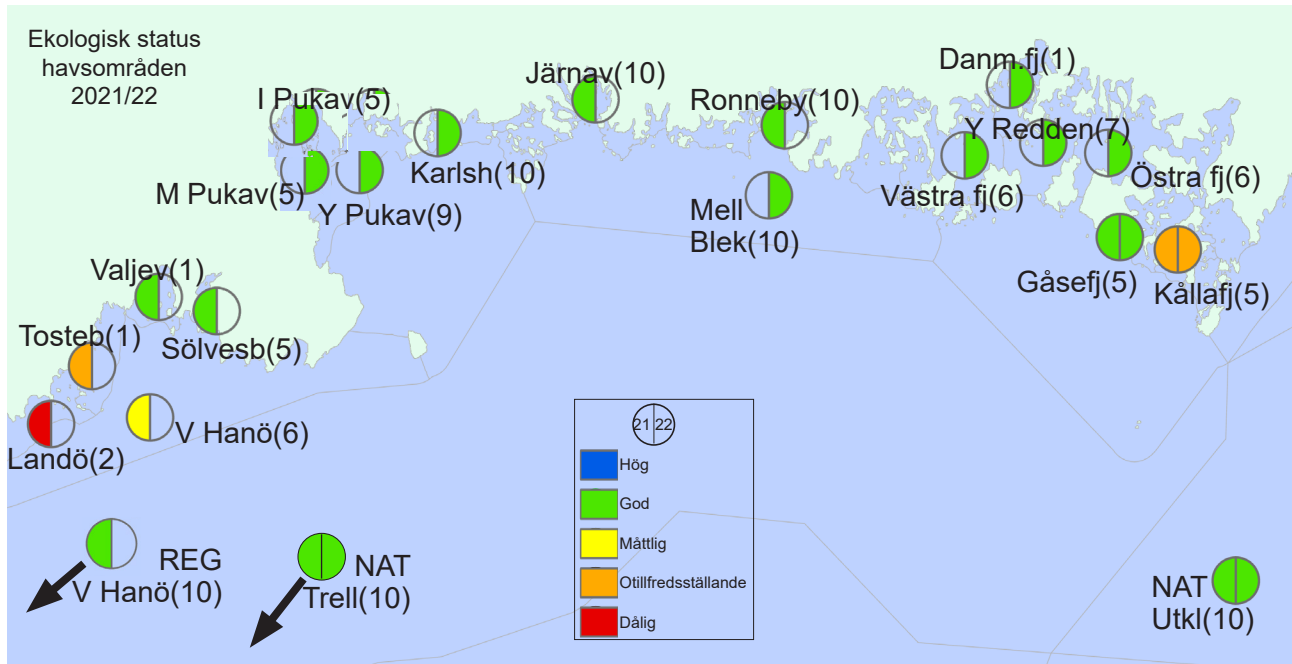 Ekologisk status
havsområden
2021/22
I Pukav(5)
Järnav(10)
Ronneby(10)
Danm.fj(1)
Y Redden(7)
Karlsh(10)
M Pukav(5)
Y Pukav(9)
Västra fj(6)
Östra fj(6)
Mell
Blek(10)
Gåsefj(5)
Kållafj(5)
Valjev(1)
Tosteb(1)
Sölvesb(5)
V Hanö(6)
Landö(2)
21 22
Hög
God
Måttlig
Otillfredsställande
Dålig
REG
V Hanö(10)
NAT
Trell(10)
NAT
Utkl(10)